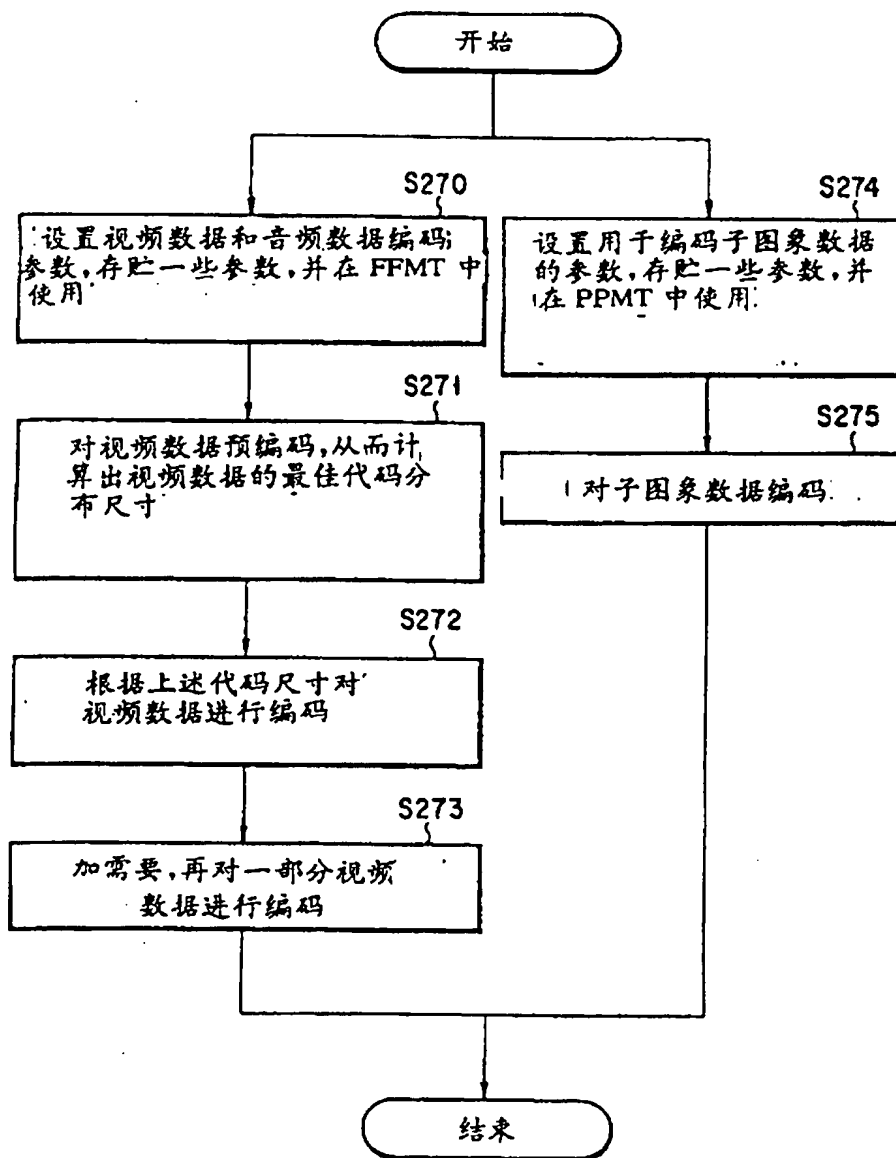 开始
S270
设置视频数据和音频数据编码
参数,存贮一些参数,并在 FFMT 中
使用
S271
对视频数据预编码,从而计
算出视频数据的最佳代码分
布尺寸
S272
根据上述代码尺寸对
视频数据进行编码
S273
加需要,再对一部分视频
数据进行编码
S274
设置用于编码子图象数据
的参数,存贮一些参数,并
在 PPMT 中使用
S275
对子图象数据编码
结束